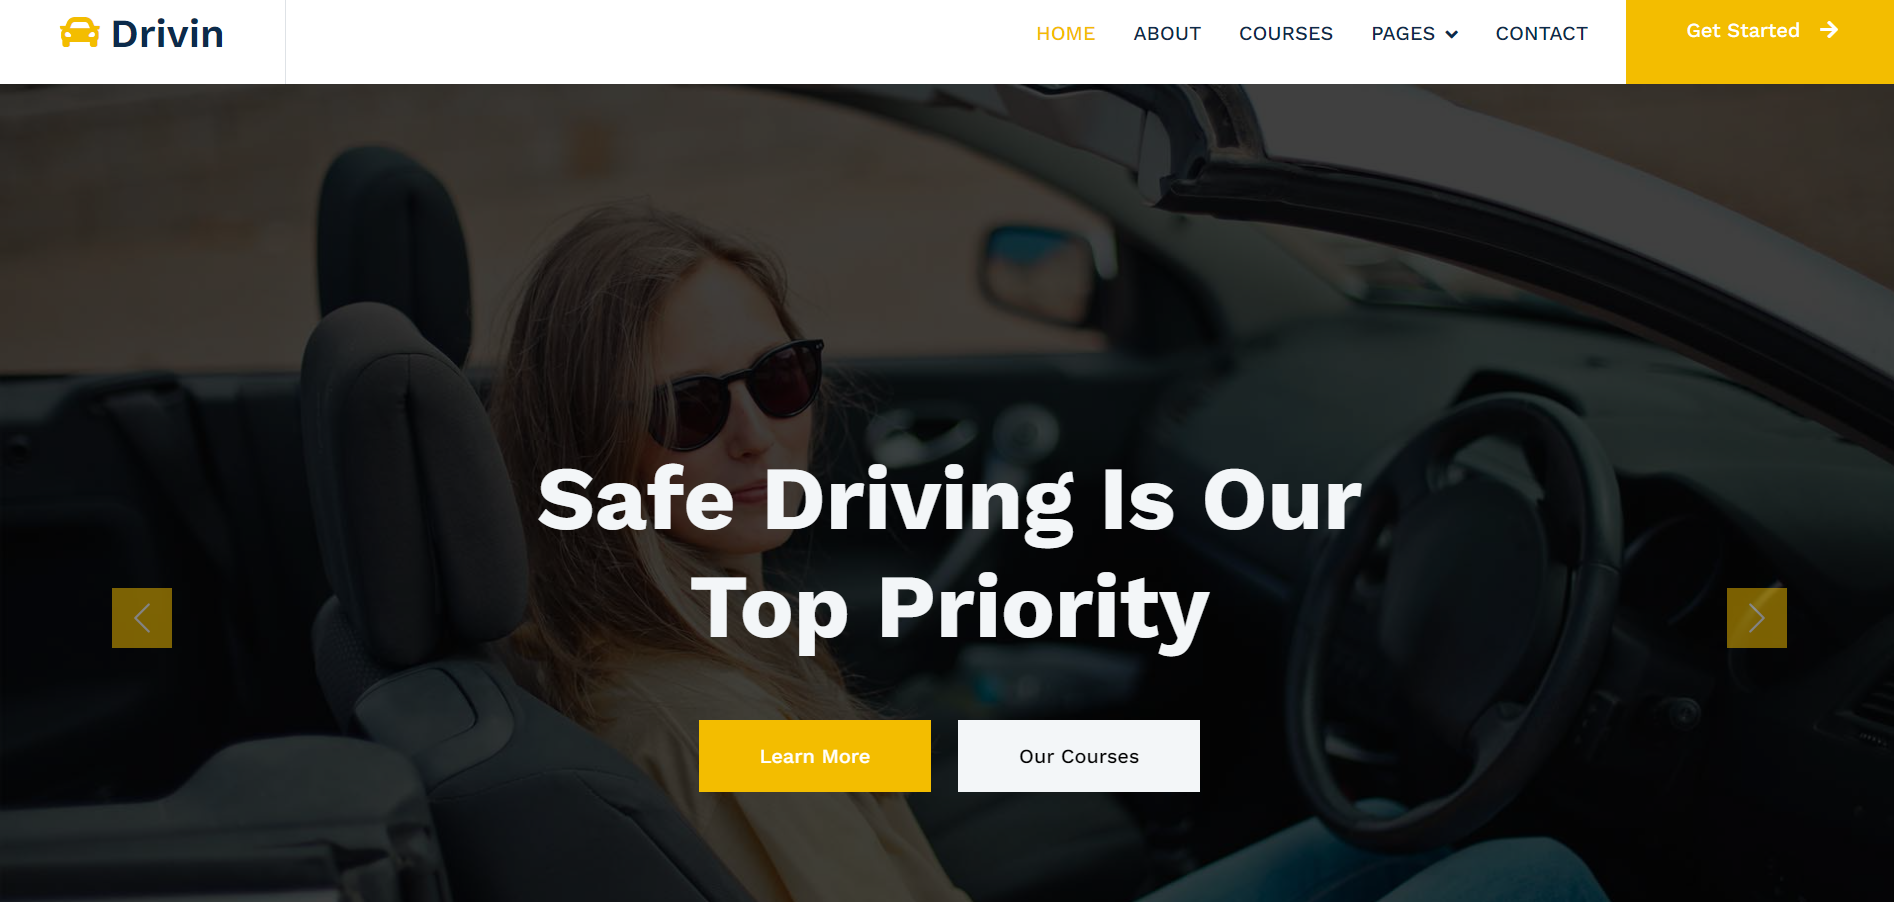 Drivin
HOME ABOUT COURSES PAGES CONTACT Get Started
Safe Driving Is Our
Top Priority
Learn More Our Courses